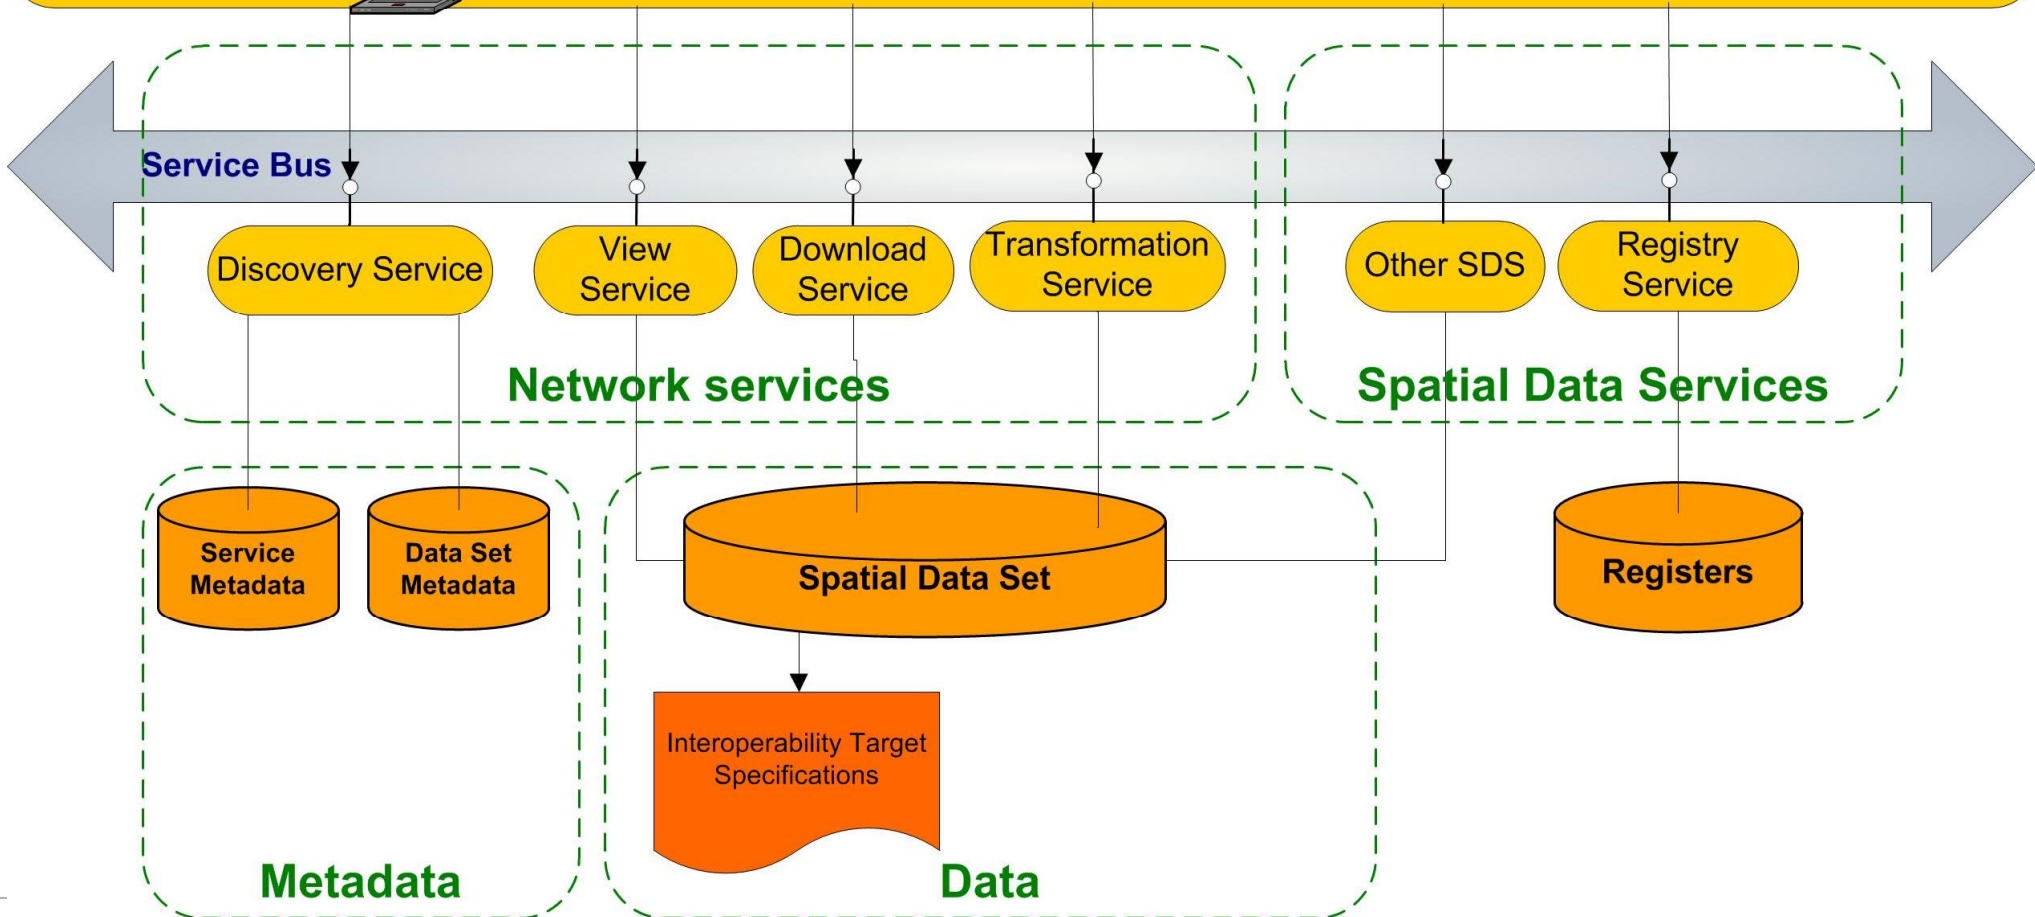 Service Bus
Discovery Service
View
Service
Download
Service
Transformation
Service
Other SDS
Registry
Service
Network services
Spatial Data Services
Service
Metadata
Data Set
Metadata
Spatial Data Set
Registers
Interoperability Target
Specifications
Metadata
Data